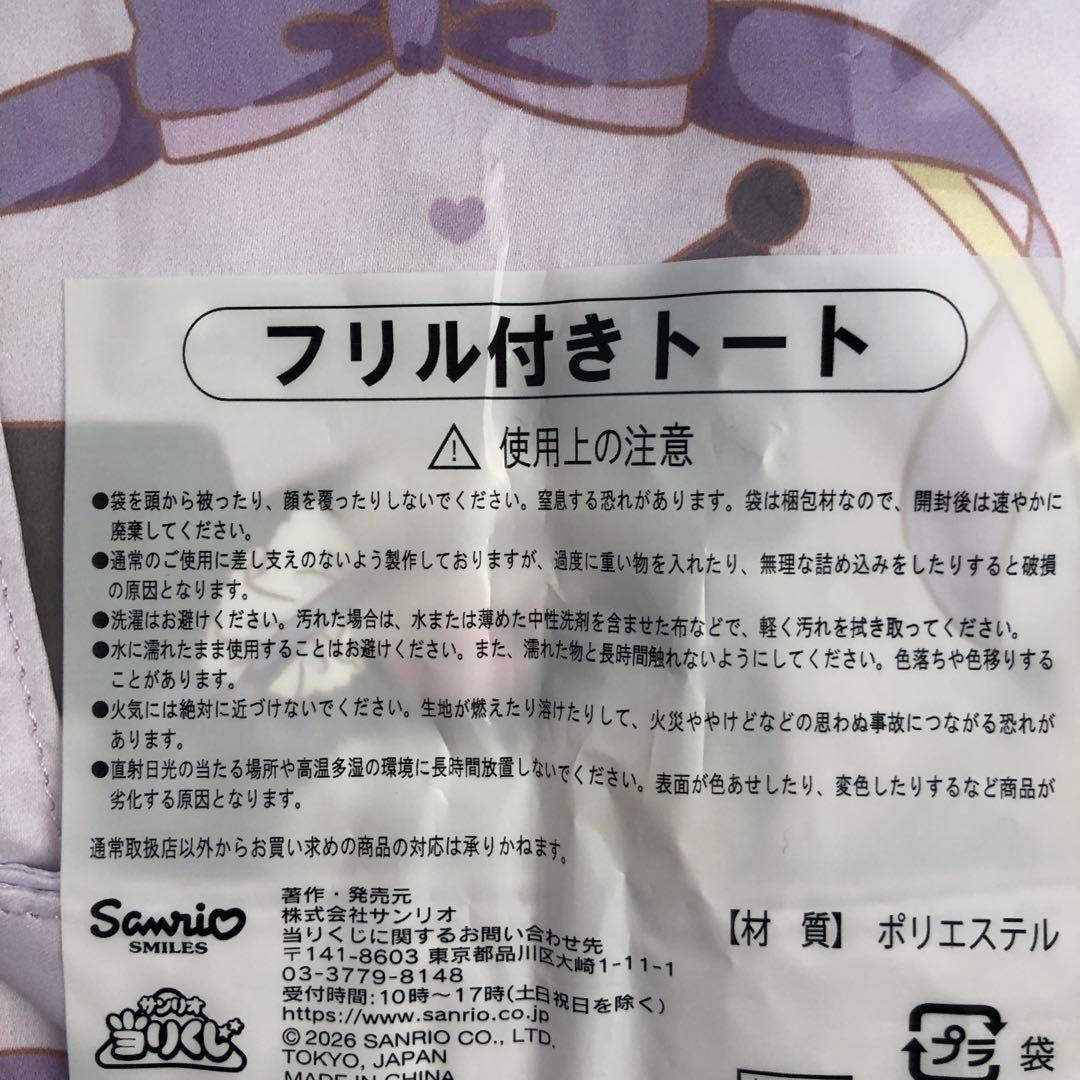 フリル付きトート
⚠ 使用上の注意
●袋を頭から被ったり、顔を覆ったりしないでください。窒息する恐れがあります。袋は梱包材なので、開封後は速やかに
廃棄してください。
●通常のご使用に差し支えのないよう製作しておりますが、過度に重い物を入れたり、無理な詰め込みをしたりすると破損
の原因となります。
●洗濯はお避けください。汚れた場合は、水または薄めた中性洗剤を含ませた布などで、軽く汚れを拭き取ってください。
●水に濡れたまま使用することはお避けください。また、濡れた物と長時間触れないようにしてください。色落ちや色移りする
ことがあります。
●火気には絶対に近づけないでください。生地が燃えたり溶けたりして、火災ややけどなどの思わぬ事故につながる恐れが
あります。
●直射日光の当たる場所や高温多湿の環境に長時間放置しないでください。表面が色あせしたり、変色したりするなど商品が
劣化する原因となります。
通常取扱店以外からお買い求めの商品の対応は承りかねます。
Sanrio
SMILES
サンリオ
当りくじ
著作・発売元
株式会社サンリオ
当りくじに関するお問い合わせ先
〒141-8603 東京都品川区大崎1-11-1
03-3779-8148
受付時間:10時〜17時(土日祝日を除く)
https://www.sanrio.co.jp
© 2026 SANRIO CO., LTD.
TOKYO, JAPAN
MADE IN CHINA
【材 質】 ポリエステル
プラ 袋